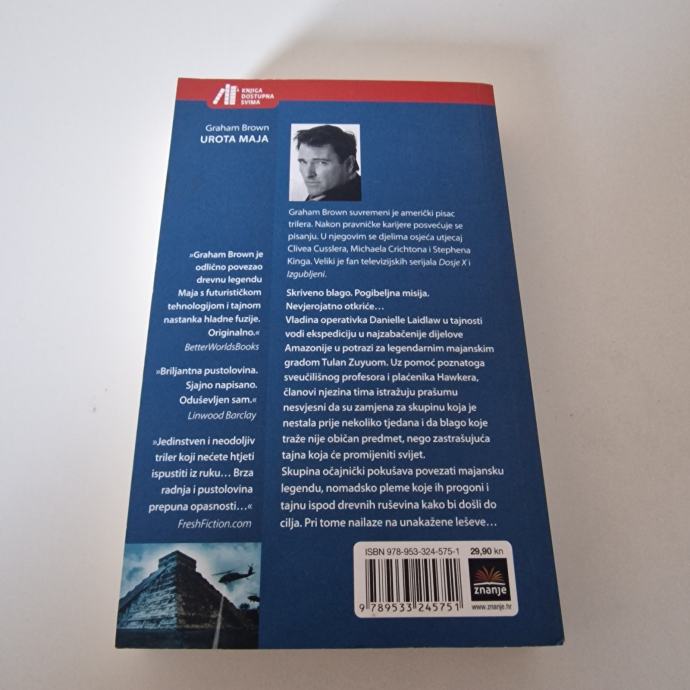 KNJIGA
DOSTUPNA
SVIMA
Graham Brown
UROTA MAJA
»Graham Brown je
odlično povezao
drevnu legendu
Maja s futurističkom
tehnologijom i tajnom
nastanka hladne fuzije.
Originalno.«
BetterWorldsBooks
»Briljantna pustolovina.
Sjajno napisano.
Oduševljen sam.«
Linwood Barclay
»Jedinstven i neodoljiv
triler koji nećete htjeti
ispustiti iz ruku... Brza
radnja i pustolovina
prepuna opasnosti...«
FreshFiction.com
Graham Brown suvremeni je američki pisac
trilera. Nakon pravničke karijere posvećuje se
pisanju. U njegovim se djelima osjeća utjecaj
Clivea Cusslera, Michaela Crichtona i Stephena
Kinga. Veliki je fan televizijskih serijala Dosje X i
Izgubljeni.
Skriveno blago. Pogibeljna misija.
Nevjerojatno otkriće...
Vladina operativka Danielle Laidlaw u tajnosti
vodi ekspediciju u najzabačenije dijelove
Amazonije u potrazi za legendarnim majanskim
gradom Tulan Zuyuom. Uz pomoć poznatoga
sveučilišnog profesora i plaćenika Hawkera,
članovi njezina tima istražuju prašumu
nesvjesni da su zamjena za skupinu koja je
nestala prije nekoliko tjedana i da blago koje
traže nije običan predmet, nego zastrašujuća
tajna koja će promijeniti svijet.
Skupina očajnički pokušava povezati majansku
legendu, nomadsko pleme koje ih progoni i
tajnu ispod drevnih ruševina kako bi došli do
cilja. Pri tome nailaze na unakažene leševe...
ISBN 978-953-324-575-1
29,90 kn
9 789533 245751
znanje
www.znanje.hr